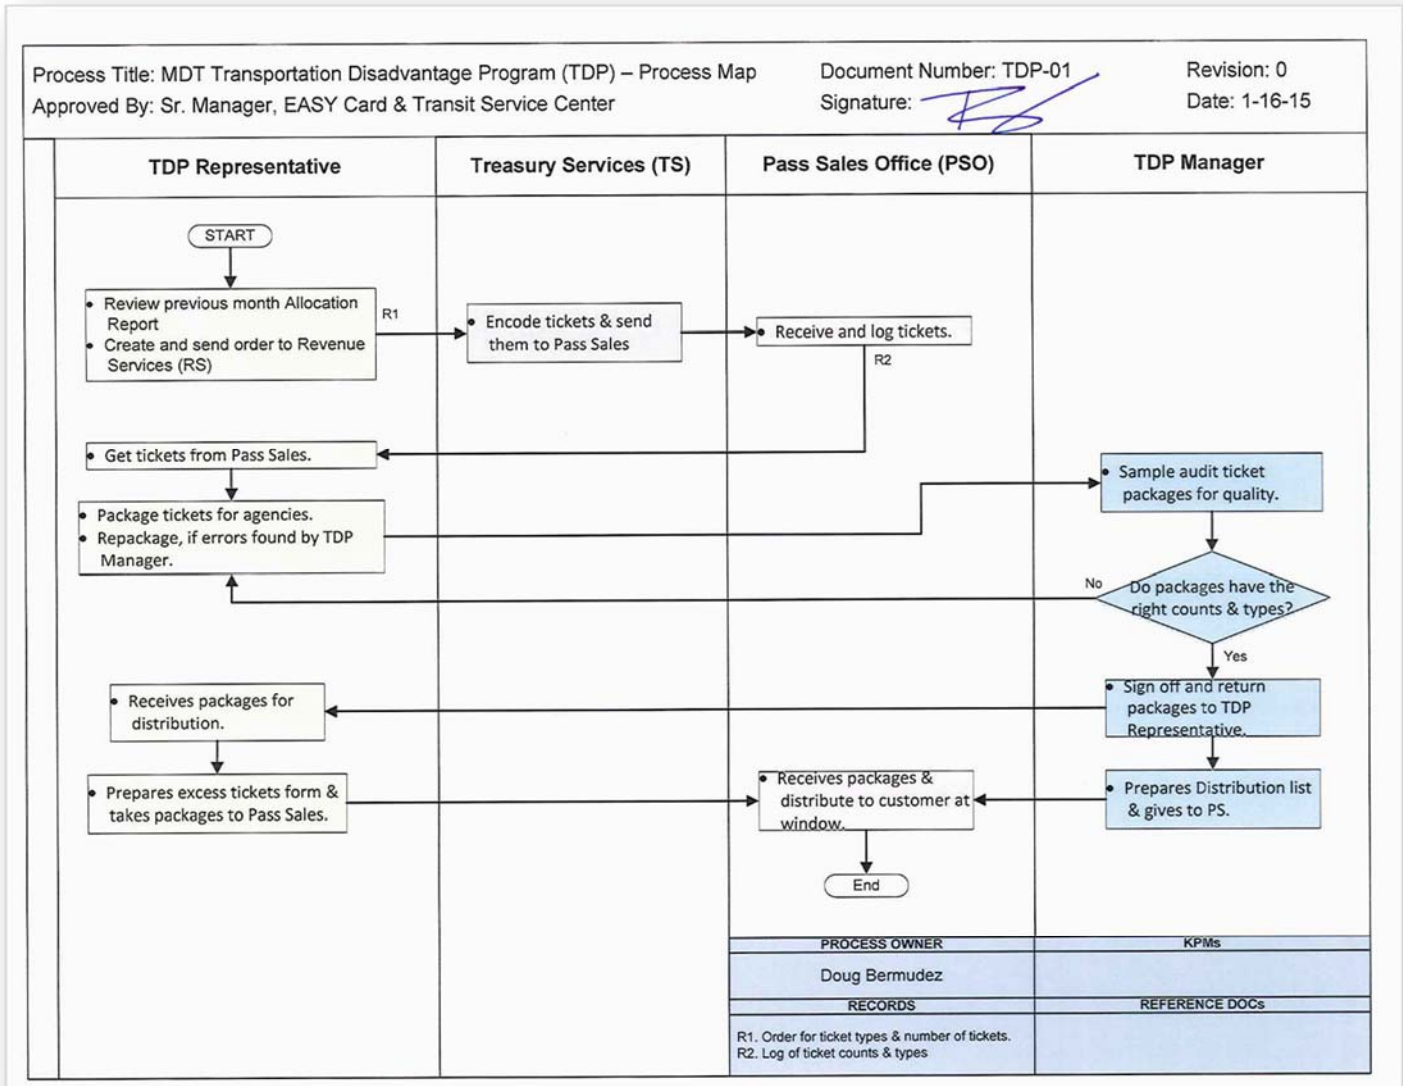 Process Title: MDT Transportation Disadvantage Program (TDP) – Process Map
Approved By: Sr. Manager, EASY Card & Transit Service Center
Document Number: TDP-01
Signature:
Revision: 0
Date: 1-16-15
TDP Representative
Treasury Services (TS)
Pass Sales Office (PSO)
TDP Manager
START
• Review previous month Allocation
Report
• Create and send order to Revenue
Services (RS)
R1
• Encode tickets & send
them to Pass Sales
• Receive and log tickets.
R2
• Get tickets from Pass Sales.
• Package tickets for agencies.
• Repackage, if errors found by TDP
Manager.
• Sample audit ticket
packages for quality.
Do packages have the
right counts & types?
No
Yes
• Sign off and return
packages to TDP
Representative.
• Receives packages for
distribution.
• Prepares excess tickets form &
takes packages to Pass Sales.
• Receives packages &
distribute to customer at
window.
• Prepares Distribution list
& gives to PS.
End
PROCESS OWNER
KPMs
Doug Bermudez
RECORDS
REFERENCE DOCs
R1. Order for ticket types & number of tickets.
R2. Log of ticket counts & types